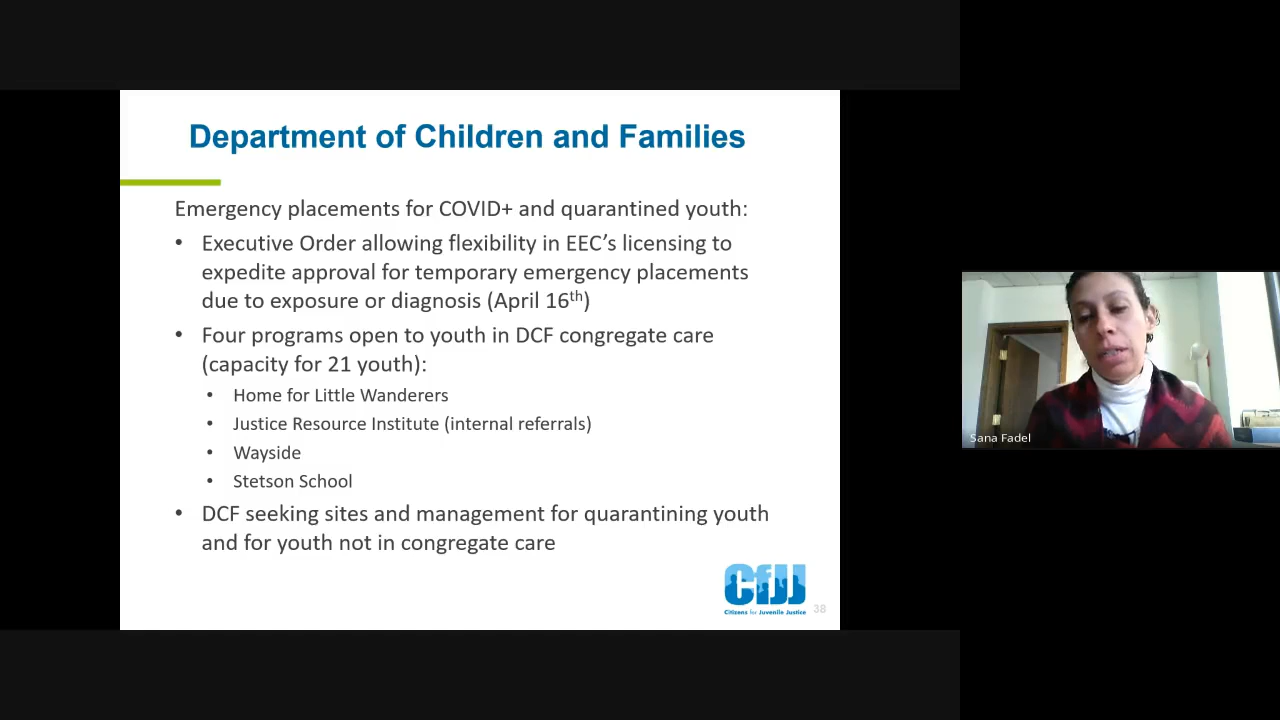 Department of Children and Families
Emergency placements for COVID+ and quarantined youth:
• Executive Order allowing flexibility in EEC's licensing to
expedite approval for temporary emergency placements
due to exposure or diagnosis (April 16th)
• Four programs open to youth in DCF congregate care
(capacity for 21 youth):
• Home for Little Wanderers
• Justice Resource Institute (internal referrals)
• Wayside
• Stetson School
• DCF seeking sites and management for quarantining youth
and for youth not in congregate care
CfJJ
Citizens for Juvenile Justice
38
Sana Fadel